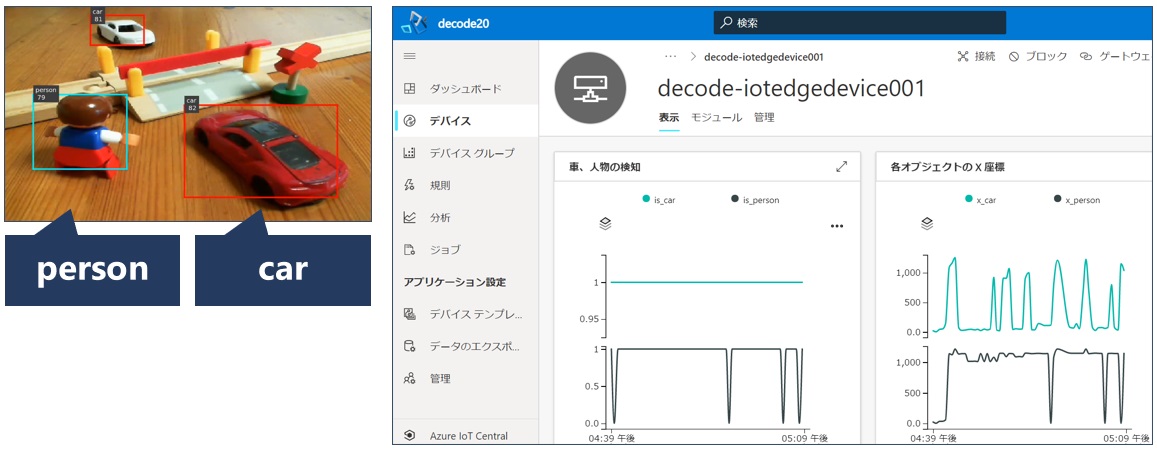 car
81
person
79
car
82
person
car
decode20
検索
ダッシュボード
デバイス
デバイス グループ
規則
分析
ジョブ
アプリケーション設定
デバイス テンプレ...
データのエクスポ...
管理
Azure IoT Central
... > decode-iotedgedevice001
接続
ブロック
ゲートウェ
decode-iotedgedevice001
表示
モジュール
管理
車、人物の検知
is_car
is_person
1
0.95
1
0.5
0.0
04:39 午後
05:09 午後
各オブジェクトの X 座標
x_car
x_person
1,000
500
0.0
1,000
500
0.0
04:39 午後
05:09 午後